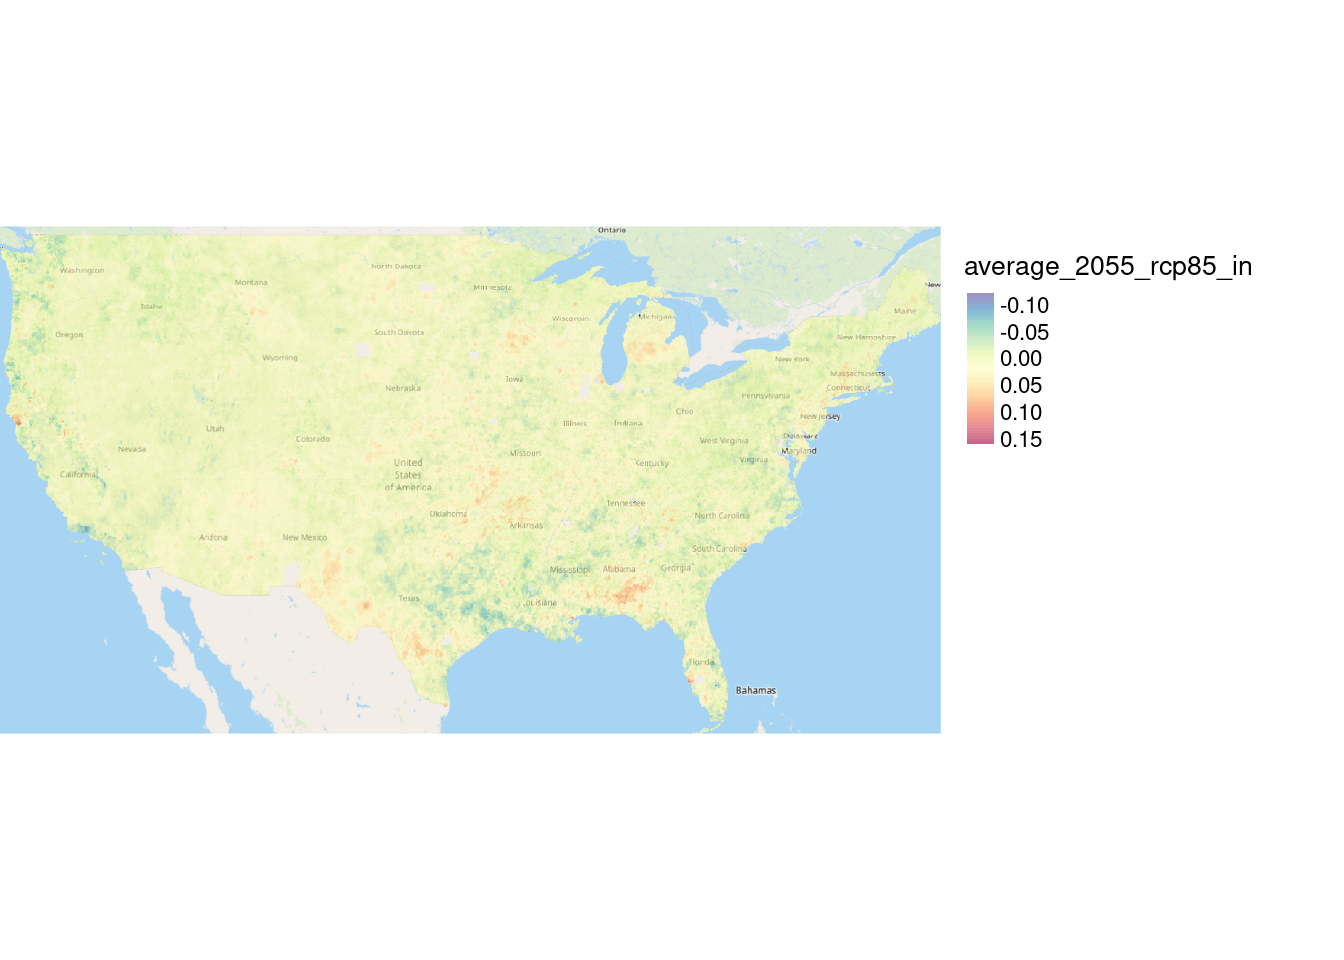 Ontario
Washington
North Dakota
Montana
Minnesota
New
Idaho
Maine
Wisconsin
Michigan
Oregon
South Dakota
New Hampshire
Wyoming
New York
Massachusetts
Iowa
Nebraska
Connecticut
Pennsylvania
Ohio
New Jersey
Utah
Illinois
Indiana
Colorado
Delaware
West Virginia
Nevada
Missouri
Maryland
Virginia
Kentucky
United
States
of America
California
Tennessee
Oklahoma
North Carolina
Arkansas
Arizona
New Mexico
South Carolina
Mississippi
Alabama
Georgia
Texas
Louisiana
Florida
Bahamas
average_2055_rcp85_in
-0.10
-0.05
0.00
0.05
0.10
0.15